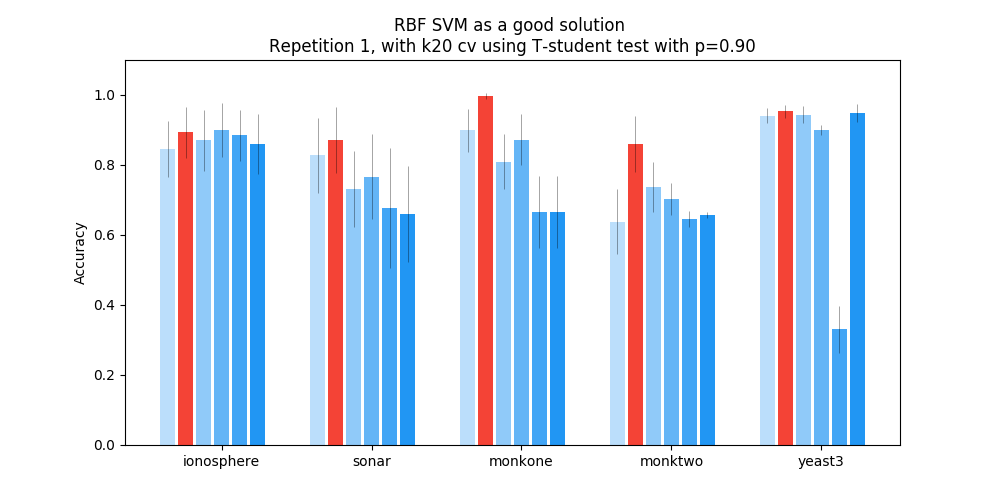 RBF SVM as a good solution
Repetition 1, with k20 cv using T-student test with p=0.90
Accuracy
1.0
0.8
0.6
0.4
0.2
0.0
ionosphere
sonar
monkone
monktwo
yeast3